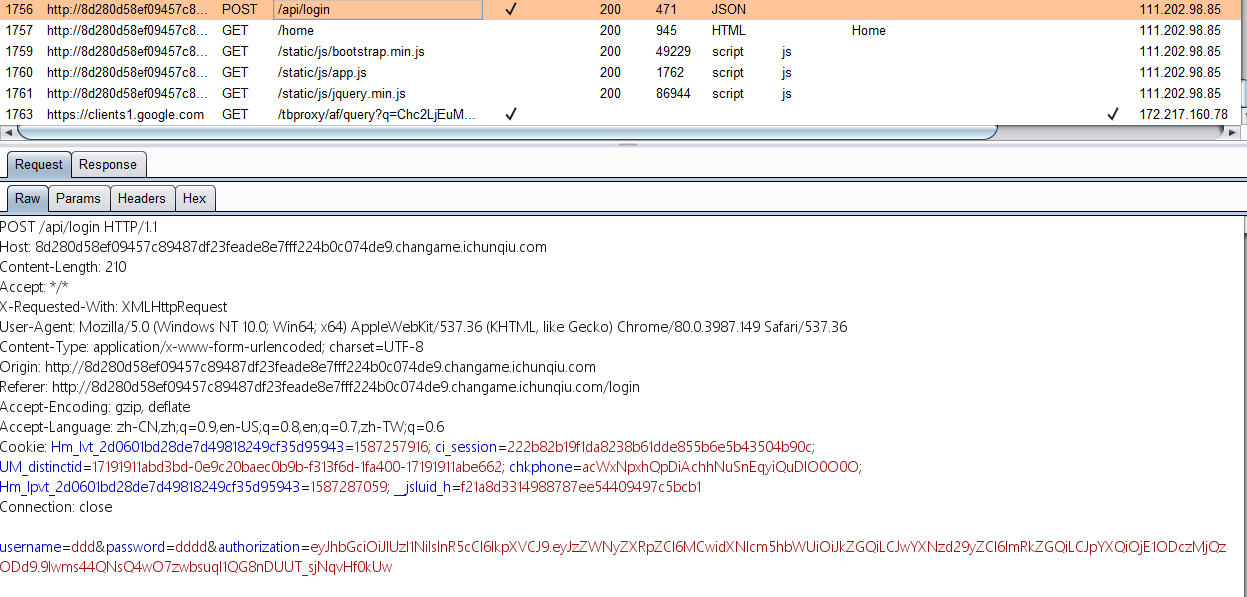 1756 http://8d280d58ef09457c8... POST /api/login ✓ 200 471 JSON 111.202.98.85
1757 http://8d280d58ef09457c8... GET /home 200 945 HTML Home 111.202.98.85
1759 http://8d280d58ef09457c8... GET /static/js/bootstrap.min.js 200 49229 script js 111.202.98.85
1760 http://8d280d58ef09457c8... GET /static/js/app.js 200 1762 script js 111.202.98.85
1761 http://8d280d58ef09457c8... GET /static/js/jquery.min.js 200 86944 script js 111.202.98.85
1763 https://clients1.google.com GET /tbproxy/af/query?q=Chc2LjEuM... ✓ ✓ 172.217.160.78
Request Response
Raw Params Headers Hex
POST /api/login HTTP/1.1
Host: 8d280d58ef09457c89487df23feade8e7fff224b0c074de9.changame.ichunqiu.com
Content-Length: 210
Accept: */*
X-Requested-With: XMLHttpRequest
User-Agent: Mozilla/5.0 (Windows NT 10.0; Win64; x64) AppleWebKit/537.36 (KHTML, like Gecko) Chrome/80.0.3987.149 Safari/537.36
Content-Type: application/x-www-form-urlencoded; charset=UTF-8
Origin: http://8d280d58ef09457c89487df23feade8e7fff224b0c074de9.changame.ichunqiu.com
Referer: http://8d280d58ef09457c89487df23feade8e7fff224b0c074de9.changame.ichunqiu.com/login
Accept-Encoding: gzip, deflate
Accept-Language: zh-CN,zh;q=0.9,en-US;q=0.8,en;q=0.7,zh-TW;q=0.6
Cookie: Hm_lvt_2d0601bd28de7d49818249cf35d95943=1587257916; ci_session=222b82b19f1da8238b61dde855b6e5b43504b90c;
UM_distinctid=17191911abd3bd-0e9c20baec0b9b-f313f6d-1fa400-17191911abe662; chkphone=acWxNpxhQpDiAchhNuSnEqyiQuDIO0O0O;
Hm_lpvt_2d0601bd28de7d49818249cf35d95943=1587287059; __jsluid_h=f21a8d3314988787ee54409497c5bcb1
Connection: close
username=ddd&password=dddd&authorization=eyJhbGciOiJIUzI1NiIsInR5cCI6IkpXVCJ9.eyJzZWNyZXRpZCI6MCwidXNlcm5hbWUiOiJkZGQiLCJwYXNzd29yZCI6ImRkZGQiLCJpYXQiOjE1ODczMjQz
ODd9.9lwms44QNsQ4wO7zwbsuqI1QG8nDUUT_sjNqvHf0kUw